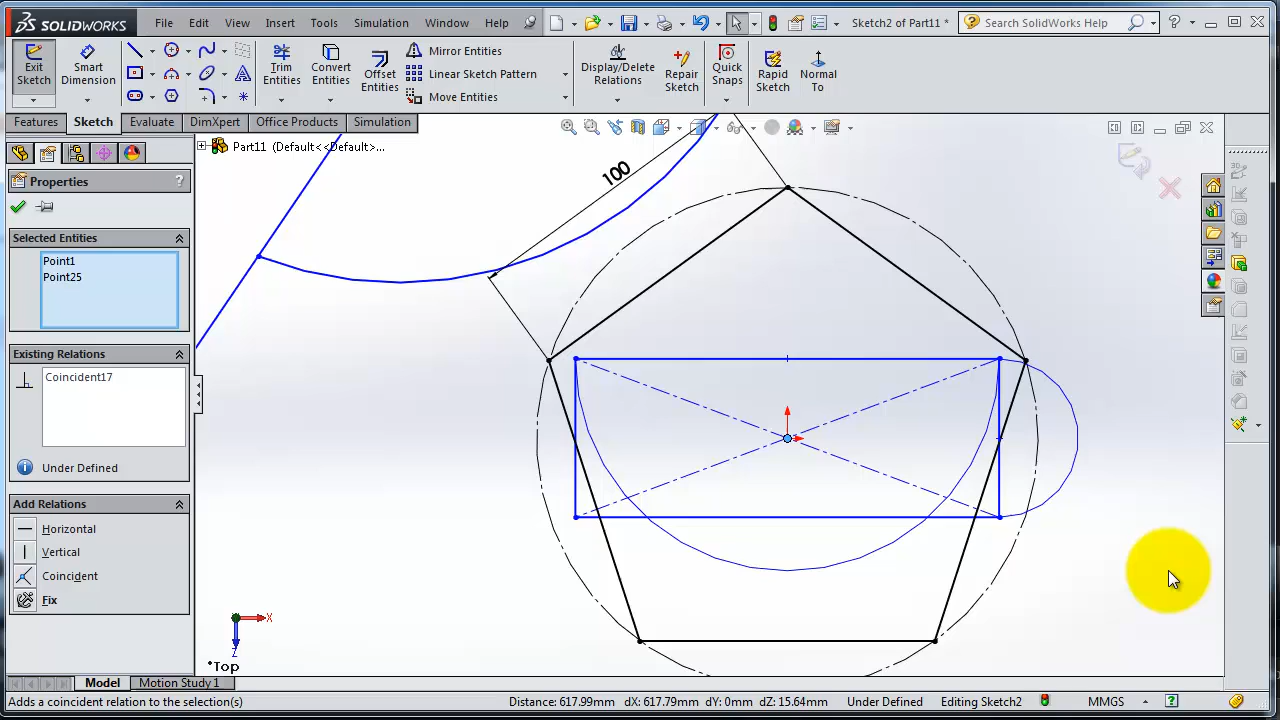 SOLIDWORKS File Edit View Insert Tools Simulation Window Help Sketch2 of Part11 * Search SolidWorks Help
Exit Sketch
Smart Dimension
Trim Entities
Convert Entities
Offset Entities
Mirror Entities
Linear Sketch Pattern
Move Entities
Display/Delete Relations
Repair Sketch
Quick Snaps
Rapid Sketch
Normal To
Features Sketch Evaluate DimXpert Office Products Simulation
Part11 (Default<<Default>...
Properties ?
Selected Entities
Point1
Point25
Existing Relations
Coincident17
Under Defined
Add Relations
Horizontal
Vertical
Coincident
Fix
100
X
Z
*Top
Model Motion Study 1
Adds a coincident relation to the selection(s) Distance: 617.99mm dX: 617.79mm dY: 0mm dZ: 15.64mm Under Defined Editing Sketch2 MMGS ?